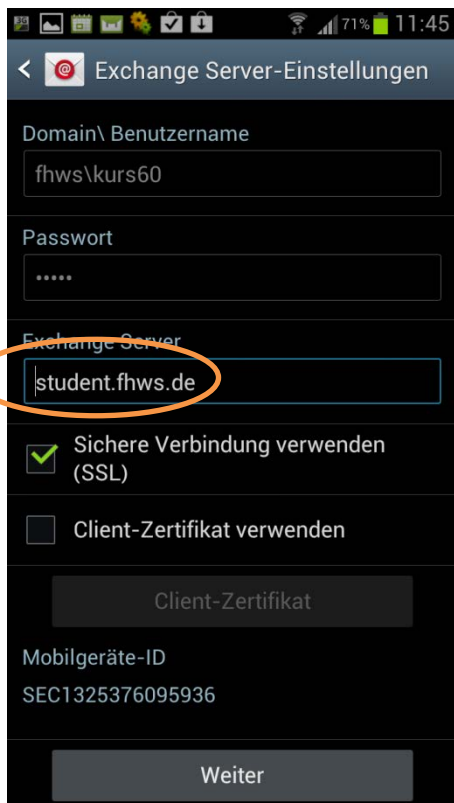 71% 11:45
Exchange Server-Einstellungen
Domain\ Benutzername
fhws\kurs60
Passwort
•••••
Exchange Server
student.fhws.de
Sichere Verbindung verwenden
(SSL)
Client-Zertifikat verwenden
Client-Zertifikat
Mobilgeräte-ID
SEC1325376095936
Weiter